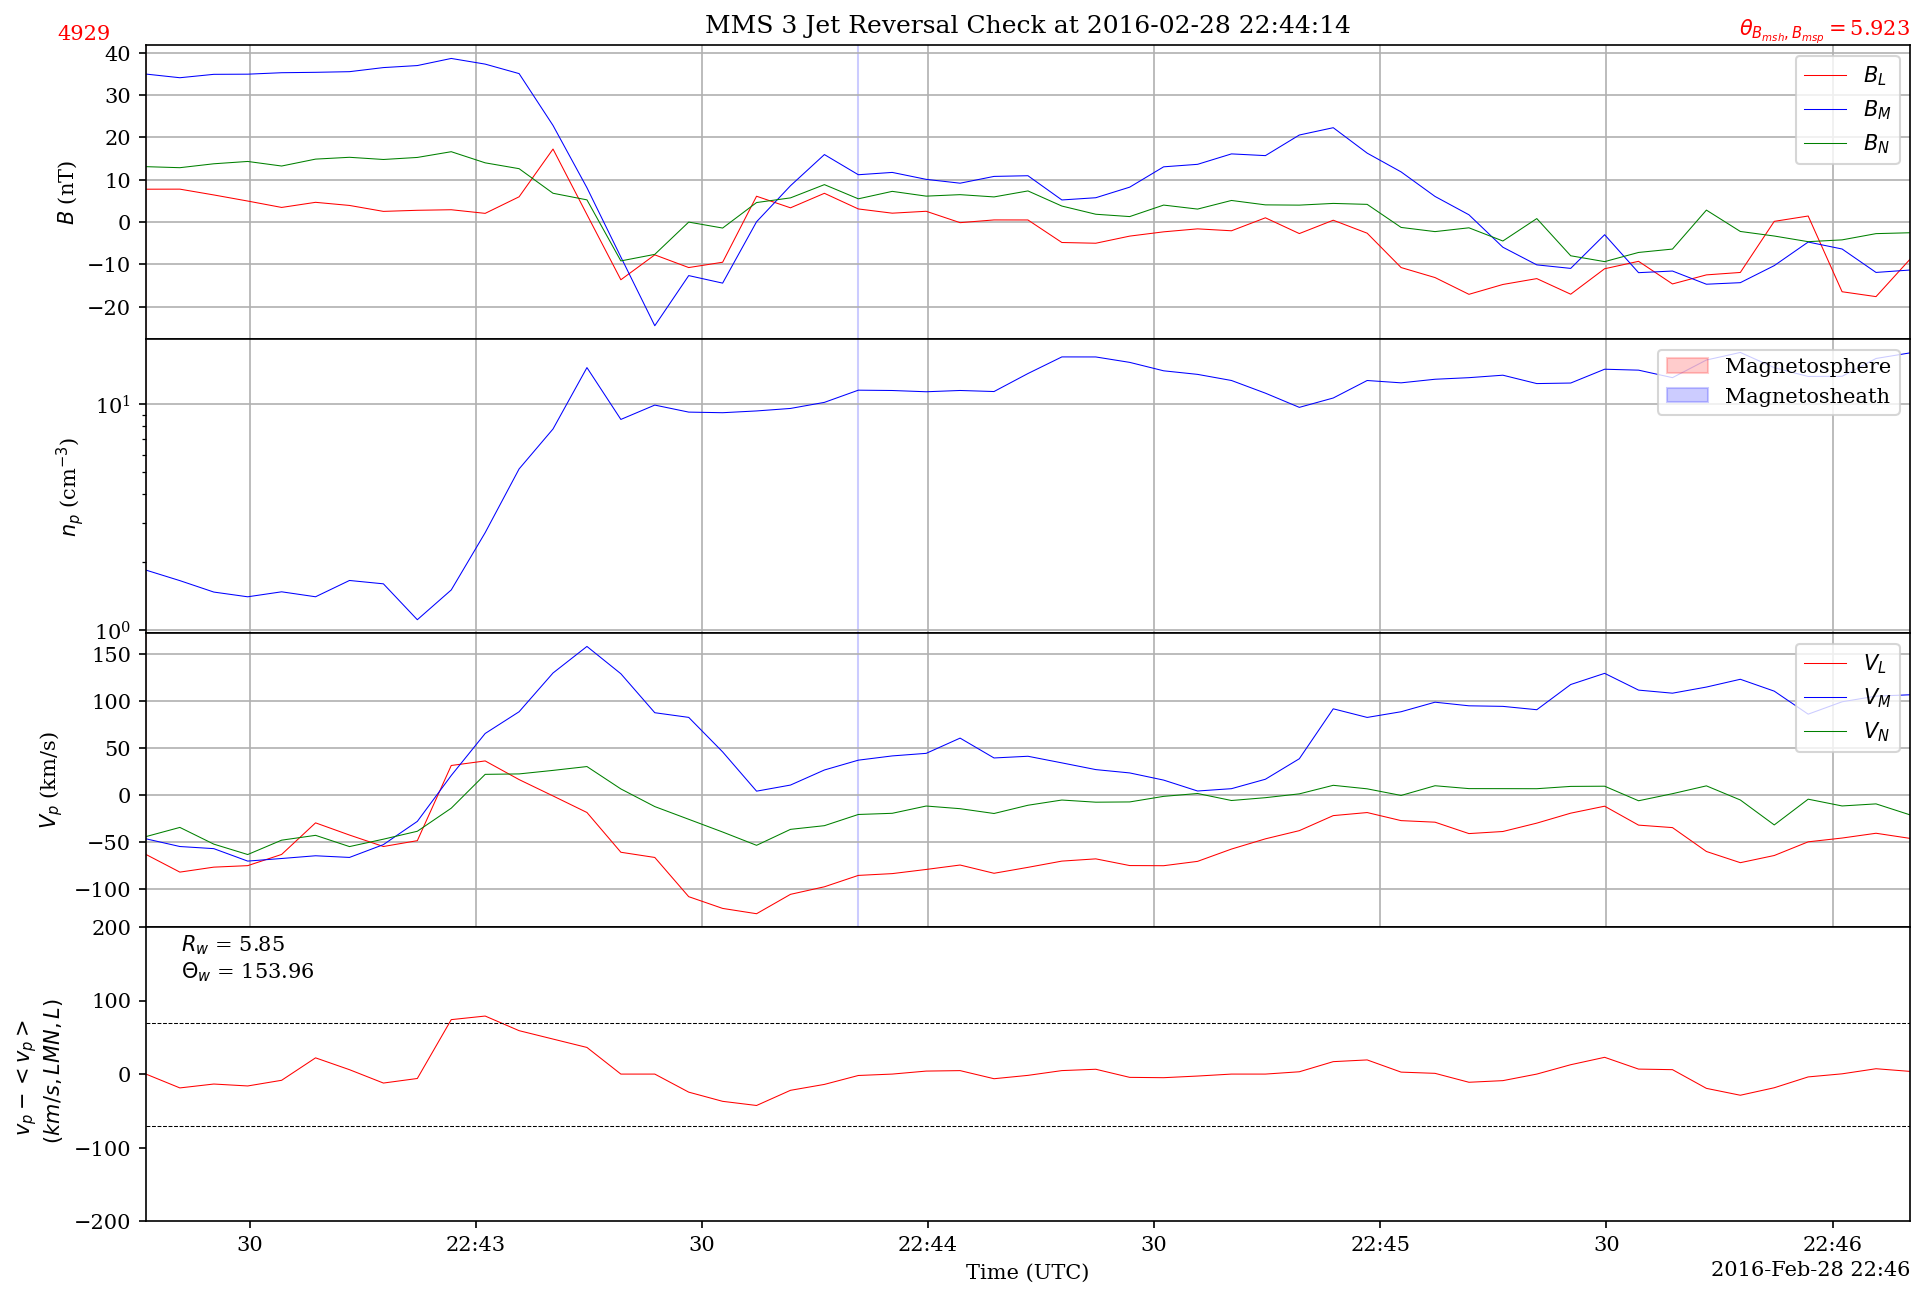 4929
MMS 3 Jet Reversal Check at 2016-02-28 22:44:14
θ_{B_{msh}, B_{msp}} = 5.923
40
30
20
10
0
−10
−20
B (nT)
B_L
B_M
B_N
10^1
10^0
n_p (cm^{−3})
Magnetosphere
Magnetosheath
150
100
50
0
−50
−100
V_p (km/s)
V_L
V_M
V_N
200
100
0
−100
−200
v_p − < v_p >
(km/s, LMN, L)
R_w = 5.85
Θ_w = 153.96
30 22:43 30 22:44 30 22:45 30 22:46
Time (UTC)
2016-Feb-28 22:46